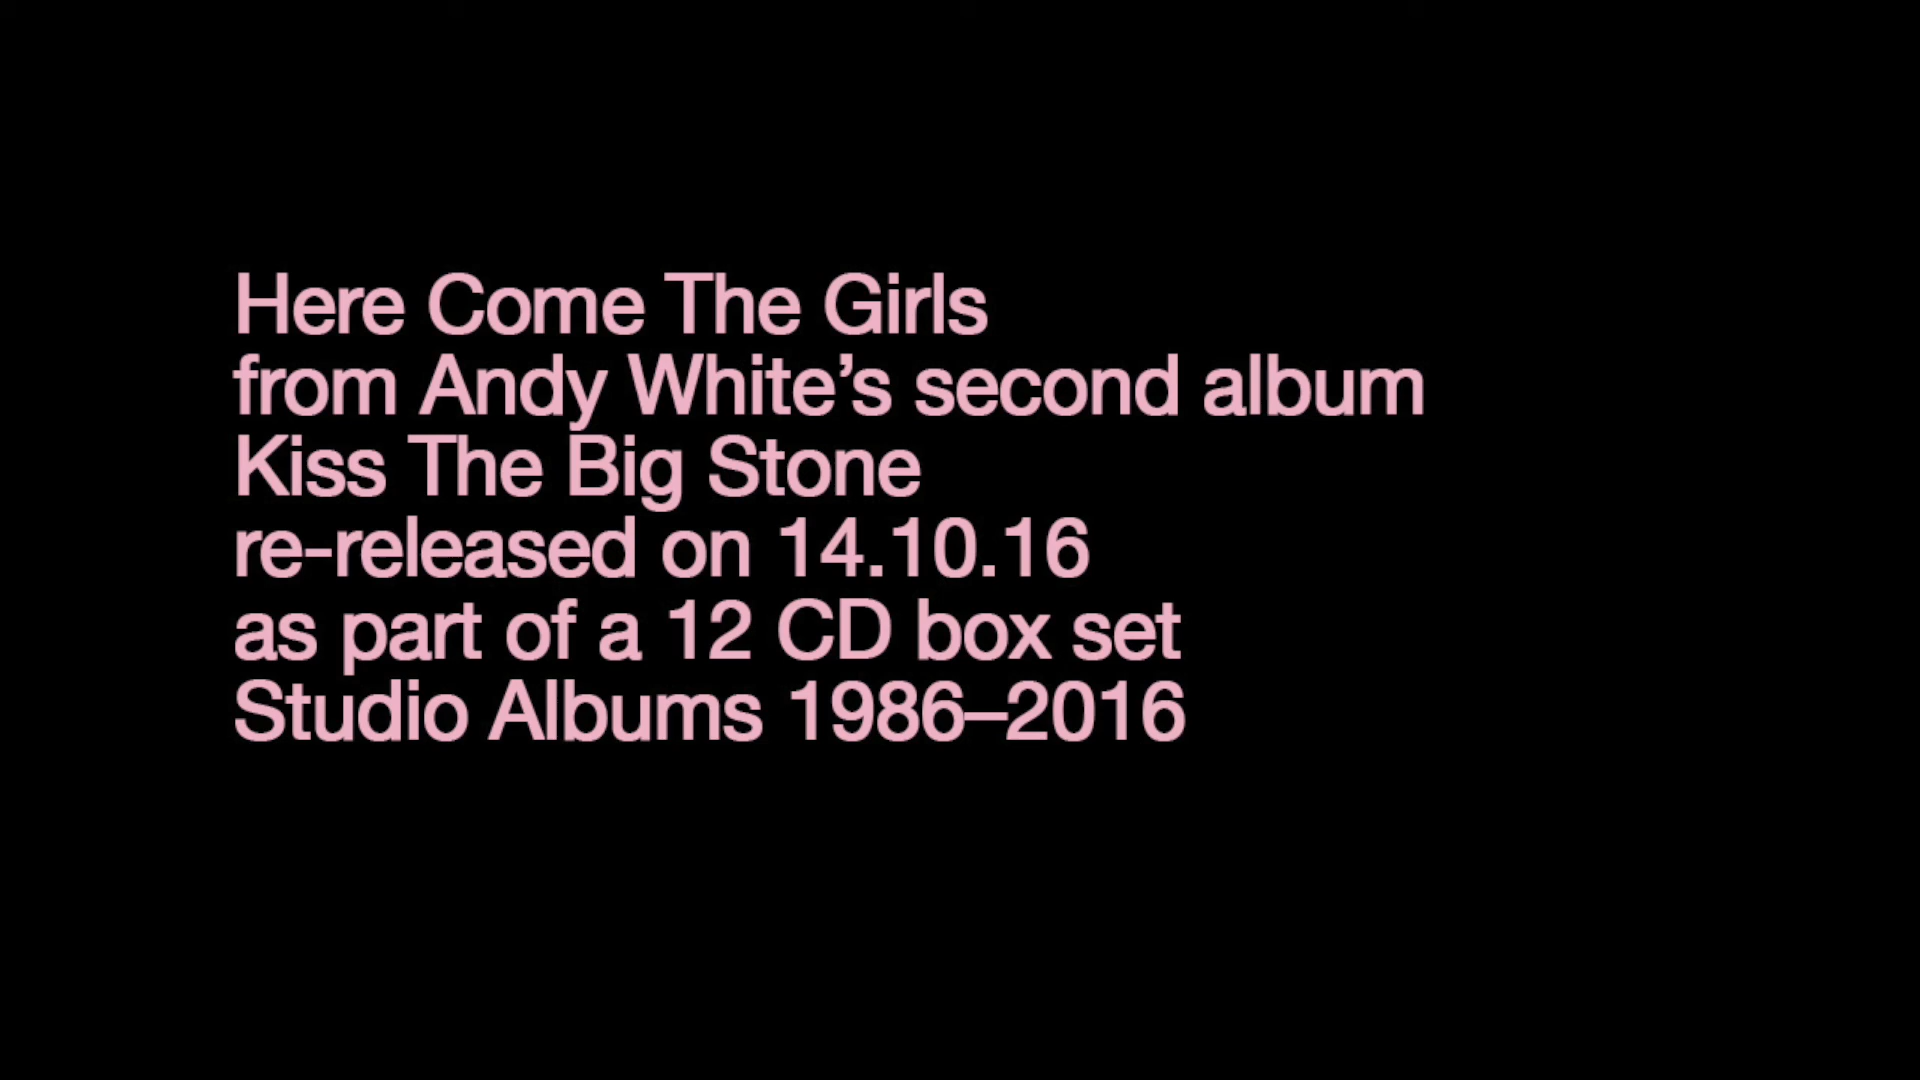 Here Come The Girls
from Andy White’s second album
Kiss The Big Stone
re-released on 14.10.16
as part of a 12 CD box set
Studio Albums 1986–2016